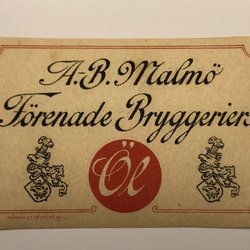 A.-B. Malmö
Förenade Bryggerier
Öl